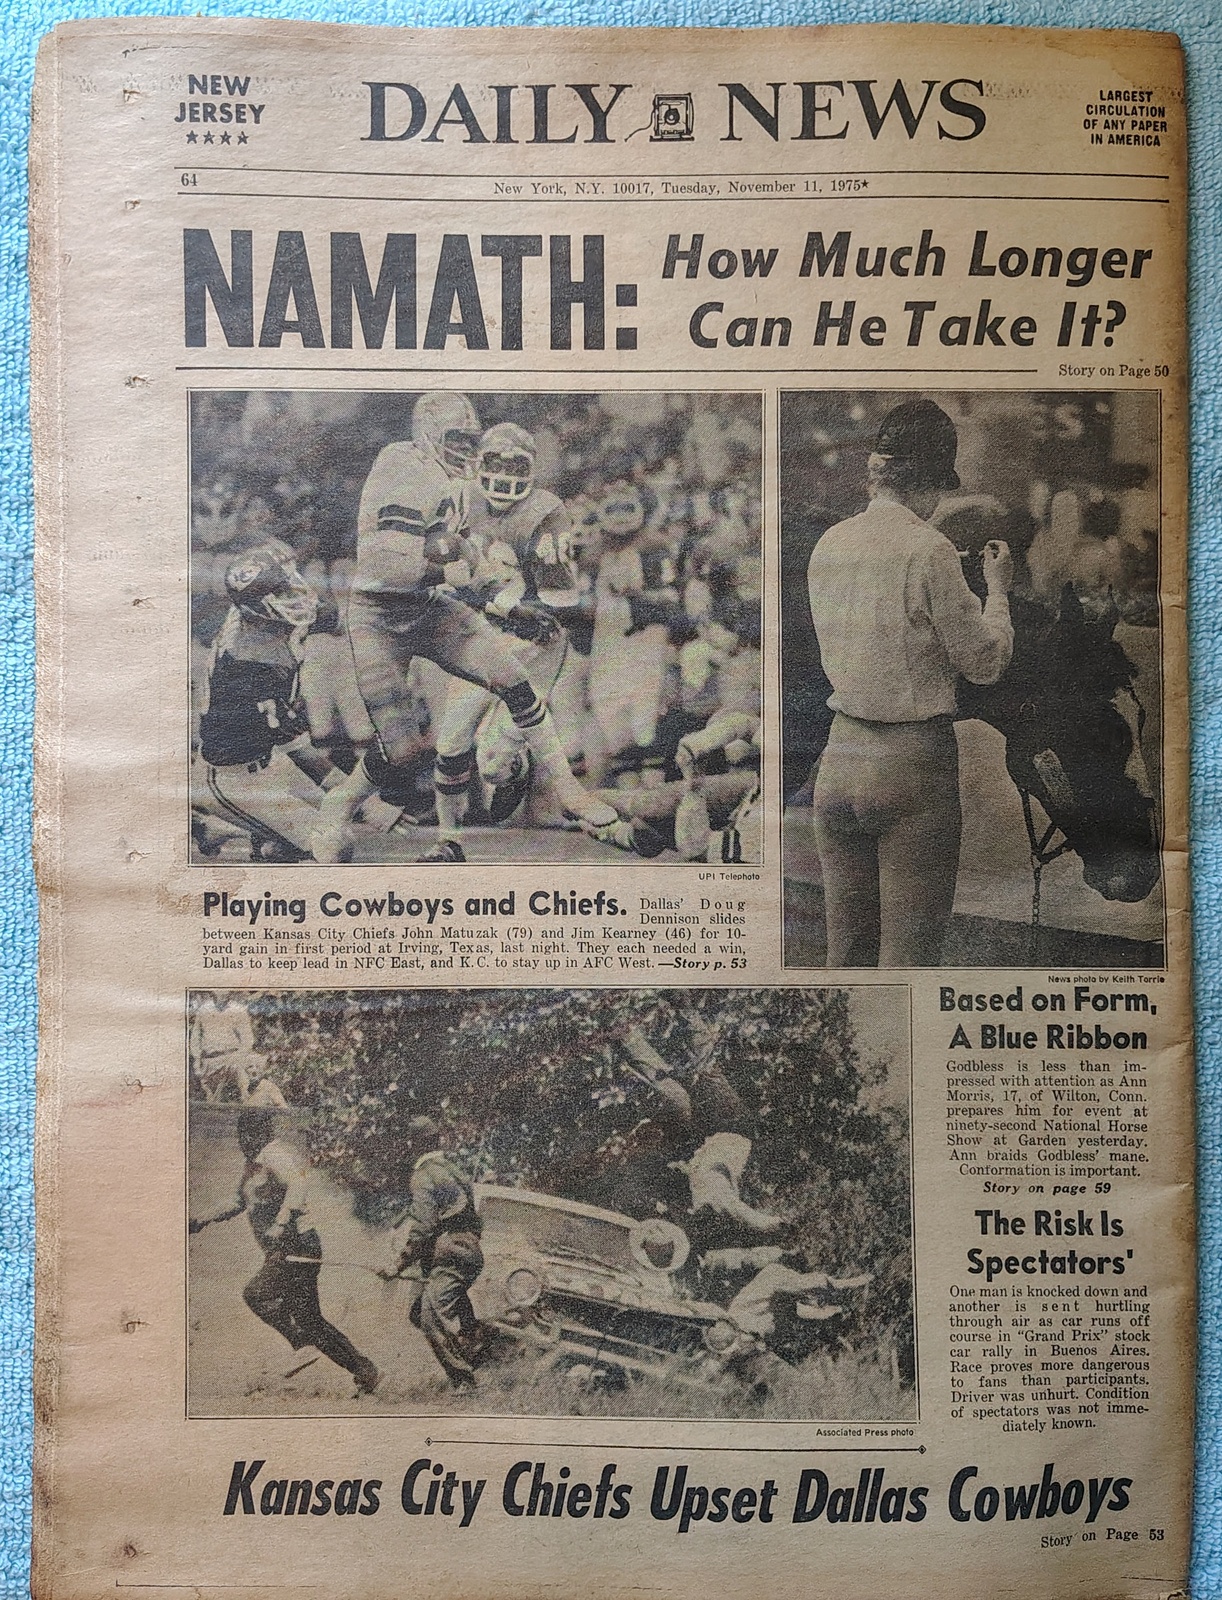 NEW
JERSEY
★★★★
DAILY NEWS
LARGEST
CIRCULATION
OF ANY PAPER
IN AMERICA
64
New York, N.Y. 10017, Tuesday, November 11, 1975★
NAMATH:
How Much Longer
Can He Take It?
Story on Page 50
UPI Telephoto
Playing Cowboys and Chiefs. Dallas' Doug
Dennison slides
between Kansas City Chiefs John Matuzak (79) and Jim Kearney (46) for 10-
yard gain in first period at Irving, Texas, last night. They each needed a win,
Dallas to keep lead in NFC East, and K.C. to stay up in AFC West. —Story p. 53
News photo by Keith Torrie
Based on Form,
A Blue Ribbon
Godbless is less than im-
pressed with attention as Ann
Morris, 17, of Wilton, Conn.
prepares him for event at
ninety-second National Horse
Show at Garden yesterday.
Ann braids Godbless' mane.
Conformation is important.
Story on page 59
The Risk Is
Spectators'
One man is knocked down and
another is sent hurtling
through air as car runs off
course in "Grand Prix" stock
car rally in Buenos Aires.
Race proves more dangerous
to fans than participants.
Driver was unhurt. Condition
of spectators was not imme-
diately known.
Associated Press photo
Kansas City Chiefs Upset Dallas Cowboys
Story on Page 53